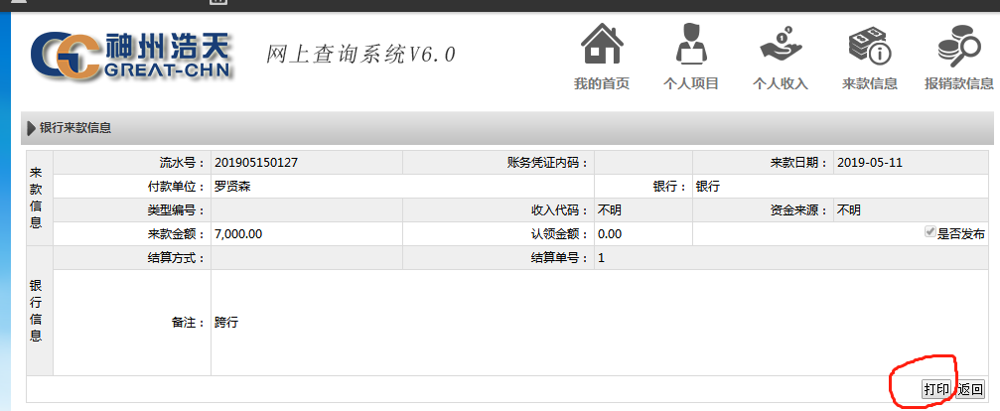 神州浩天
GREAT-CHN
网上查询系统V6.0
我的首页 个人项目 个人收入 来款信息 报销款信息
银行来款信息
来款信息
流水号： 201905150127 账务凭证内码： 来款日期： 2019-05-11
付款单位： 罗贤森 银行： 银行
类型编号： 收入代码： 不明 资金来源： 不明
来款金额： 7,000.00 认领金额： 0.00 是否发布
银行信息
结算方式： 结算单号： 1
备注： 跨行
打印 返回